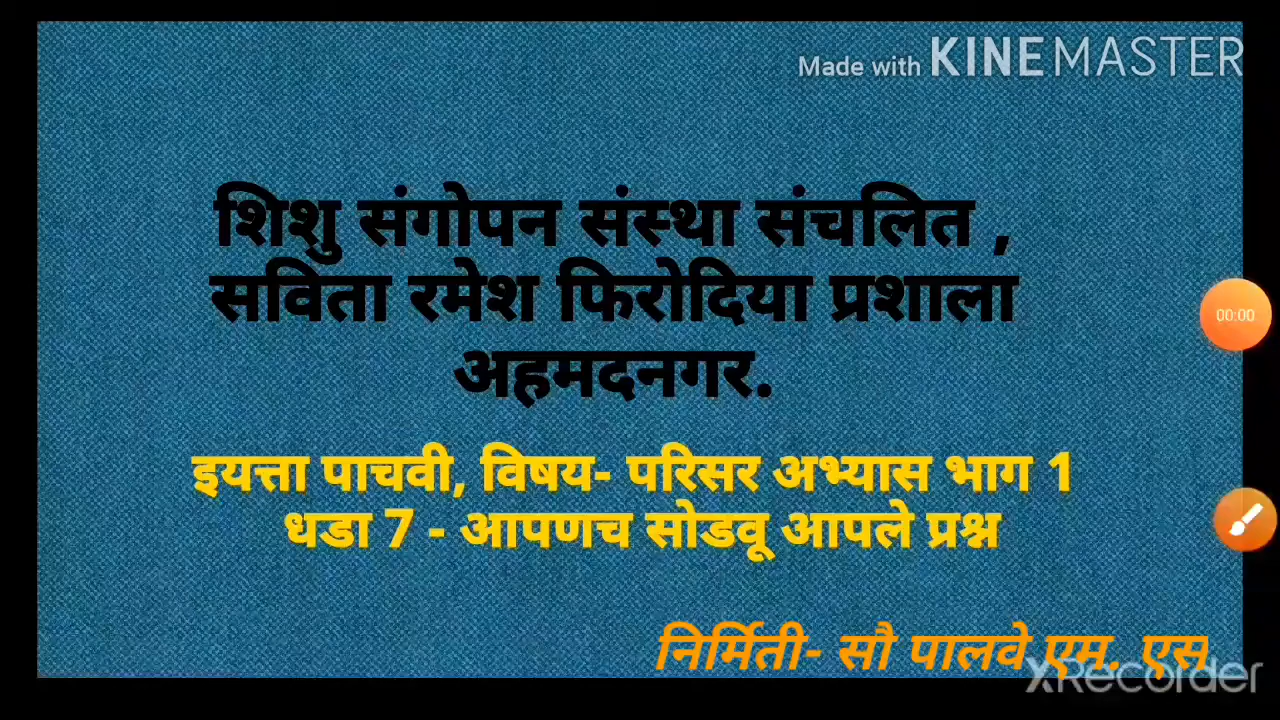 Made with KINEMASTER
शिशु संगोपन संस्था संचलित ,
सविता रमेश फिरोदिया प्रशाला
अहमदनगर.
00:00
इयत्ता पाचवी, विषय- परिसर अभ्यास भाग 1
धडा 7 - आपणच सोडवू आपले प्रश्न
निर्मिती- सौ पालवे एम. एस
XRecorder